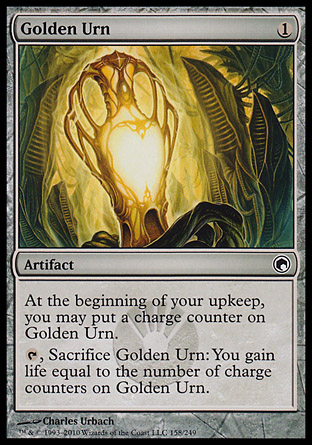 Golden Urn 1
Artifact
At the beginning of your upkeep,
you may put a charge counter on
Golden Urn.
, Sacrifice Golden Urn: You gain
life equal to the number of charge
counters on Golden Urn.
Charles Urbach
™ & © 1993–2010 Wizards of the Coast LLC 158/249